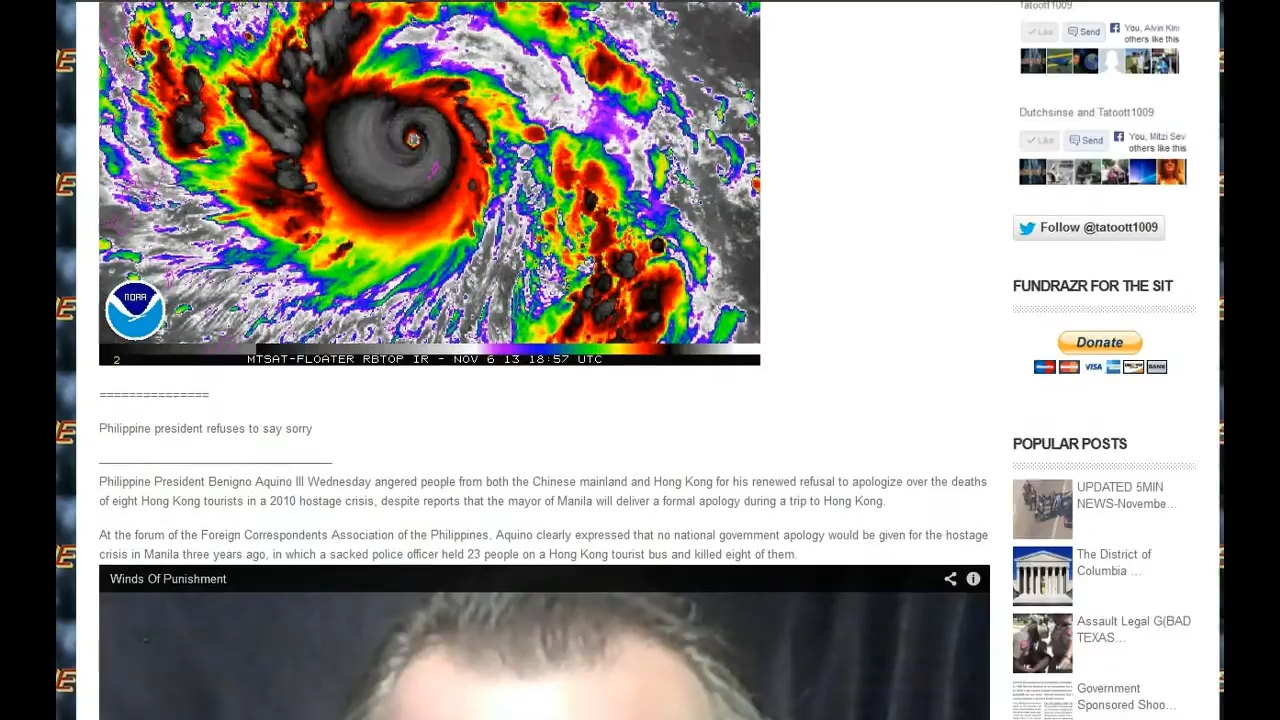 tatoott1009
Like
Send
You, Alvin
others like this
NOAA
2
MTSAT-FLOATER RBTOP IR - NOV 6 13 18:57 UTC
Dutchsinse and Tatoott1009
Like
Send
You, Mitzi Sev
others like this
Follow @tatoott1009
FUNDRAZR FOR THE SIT
Donate
VISA
BANK
===============
Philippine president refuses to say sorry
Philippine President Benigno Aquino III Wednesday angered people from both the Chinese mainland and Hong Kong for his renewed refusal to apologize over the deaths
of eight Hong Kong tourists in a 2010 hostage crisis, despite reports that the mayor of Manila will deliver a formal apology during a trip to Hong Kong.
At the forum of the Foreign Correspondents Association of the Philippines, Aquino clearly expressed that no national government apology would be given for the hostage
crisis in Manila three years ago, in which a sacked police officer held 23 people on a Hong Kong tourist bus and killed eight of them.
Winds Of Punishment
POPULAR POSTS
UPDATED 5MIN
NEWS-Novembe...
The District of
Columbia ...
Assault Legal G(BAD
TEXAS...
Government
Sponsored Shoo...